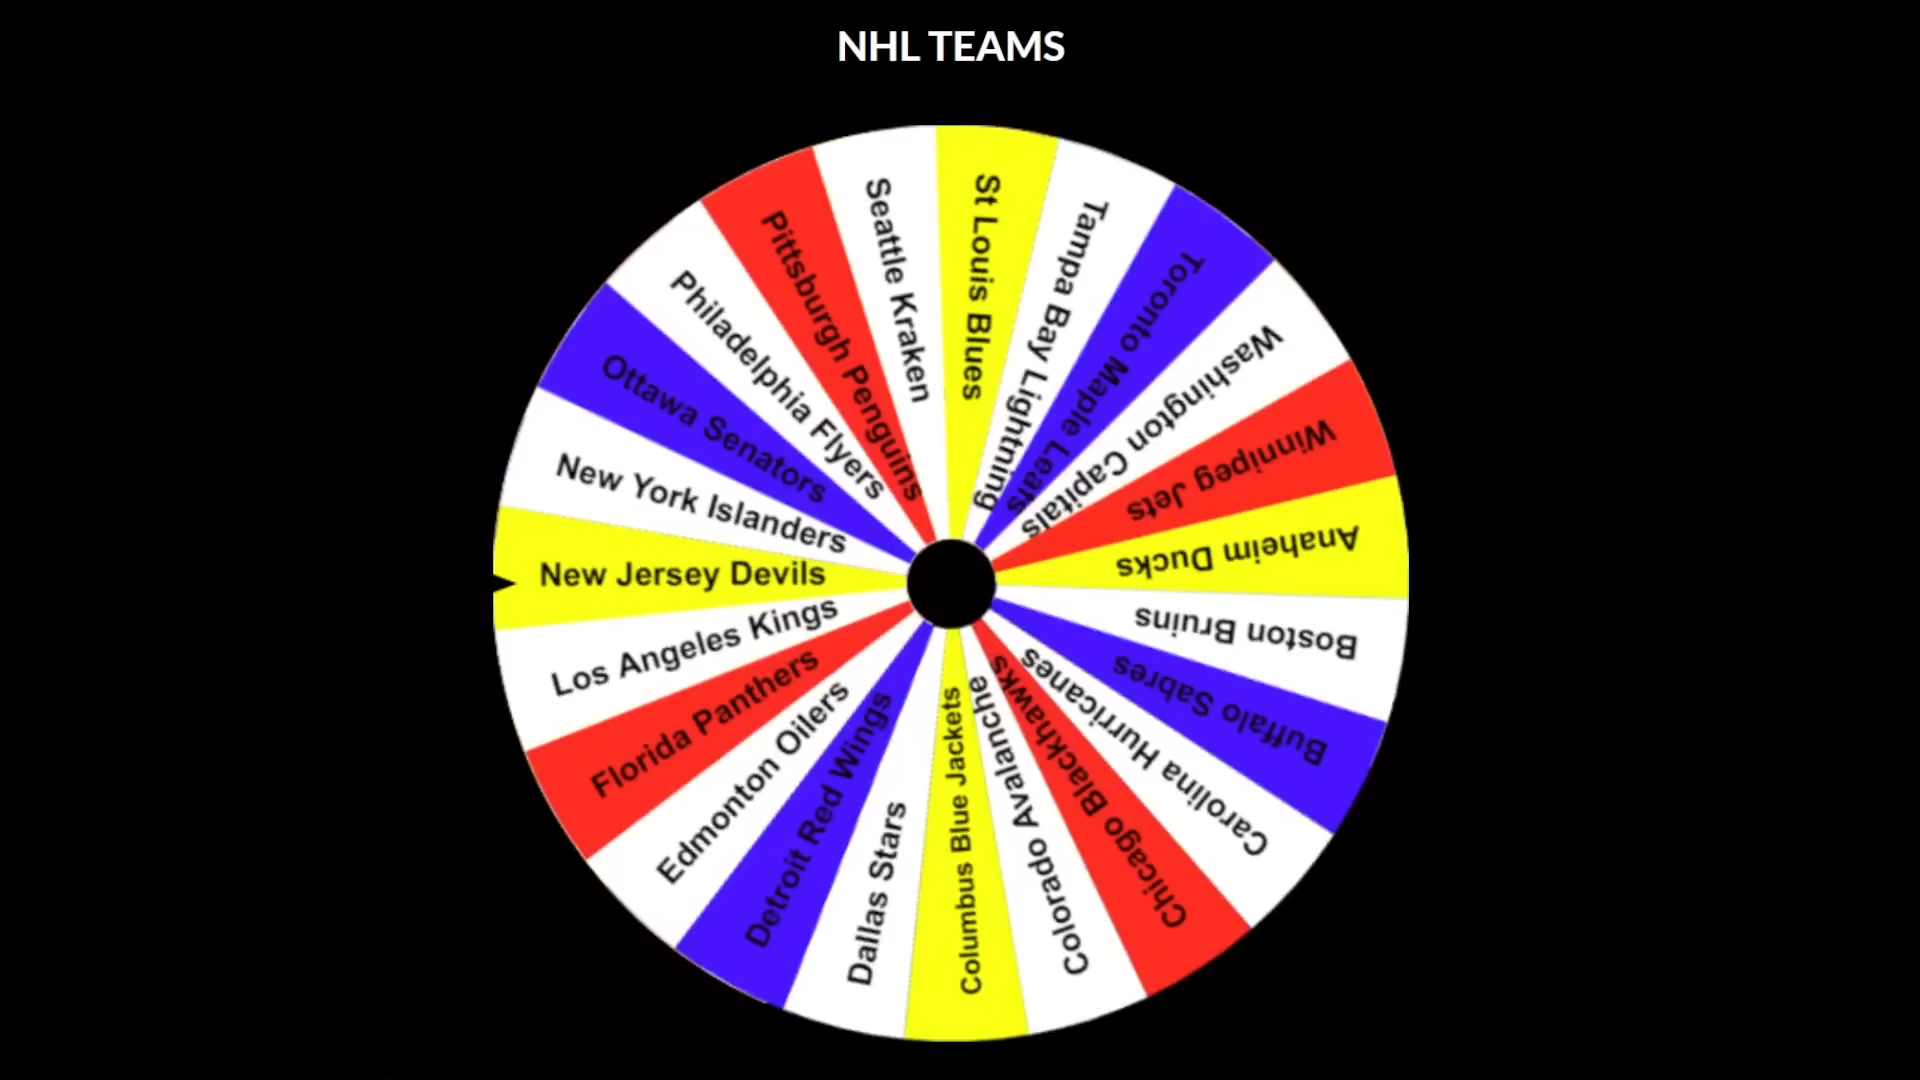 NHL TEAMS
St Louis Blues
Tampa Bay Lightning
Toronto Maple Leafs
Washington Capitals
Winnipeg Jets
Anaheim Ducks
Boston Bruins
Buffalo Sabres
Carolina Hurricanes
Chicago Blackhawks
Colorado Avalanche
Columbus Blue Jackets
Dallas Stars
Detroit Red Wings
Edmonton Oilers
Florida Panthers
Los Angeles Kings
New Jersey Devils
New York Islanders
Ottawa Senators
Philadelphia Flyers
Pittsburgh Penguins
Seattle Kraken